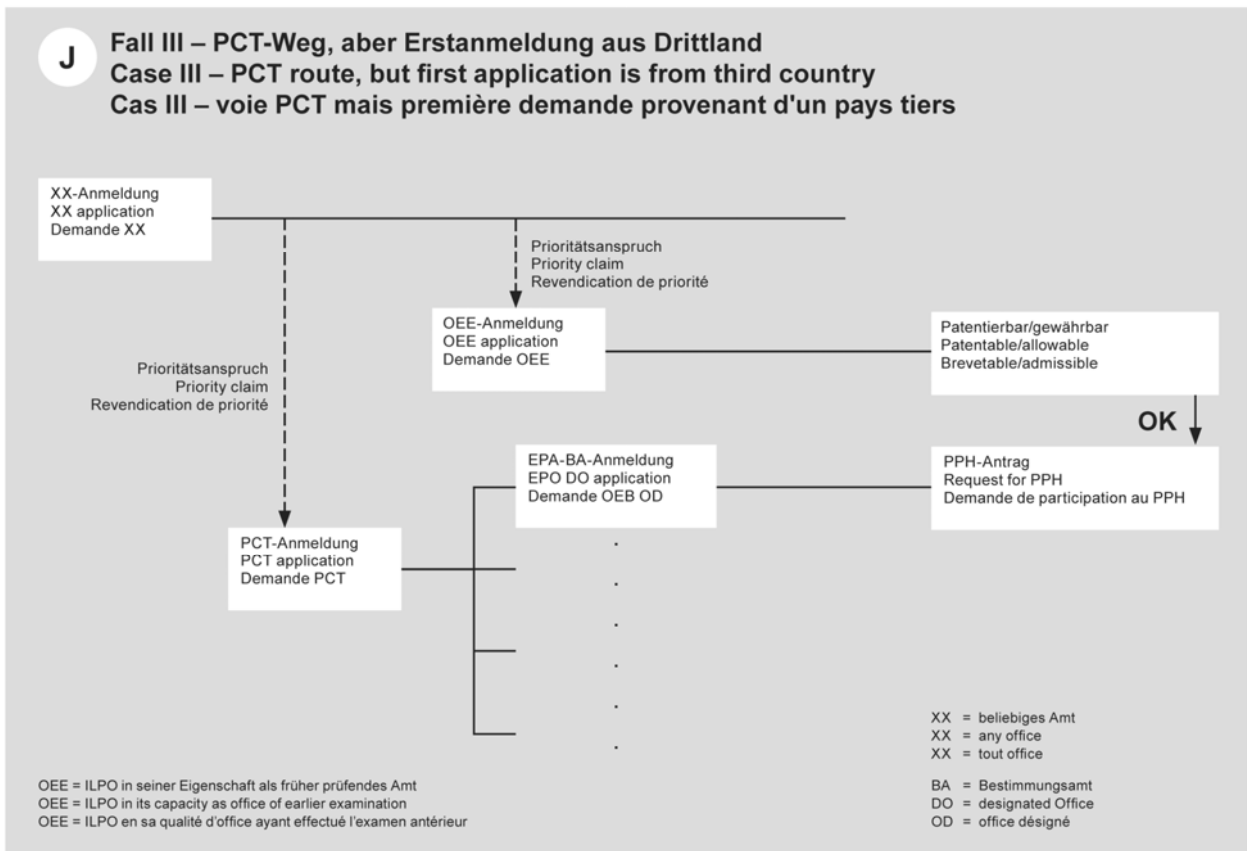 J
Fall III – PCT-Weg, aber Erstanmeldung aus Drittland
Case III – PCT route, but first application is from third country
Cas III – voie PCT mais première demande provenant d'un pays tiers
XX-Anmeldung
XX application
Demande XX
Prioritätsanspruch
Priority claim
Revendication de priorité
OEE-Anmeldung
OEE application
Demande OEE
Patentierbar/gewährbar
Patentable/allowable
Brevetable/admissible
Prioritätsanspruch
Priority claim
Revendication de priorité
OK
EPA-BA-Anmeldung
EPO DO application
Demande OEB OD
PPH-Antrag
Request for PPH
Demande de participation au PPH
PCT-Anmeldung
PCT application
Demande PCT
XX = beliebiges Amt
XX = any office
XX = tout office
OEE = ILPO in seiner Eigenschaft als früher prüfendes Amt
OEE = ILPO in its capacity as office of earlier examination
OEE = ILPO en sa qualité d'office ayant effectué l'examen antérieur
BA = Bestimmungsamt
DO = designated Office
OD = office désigné